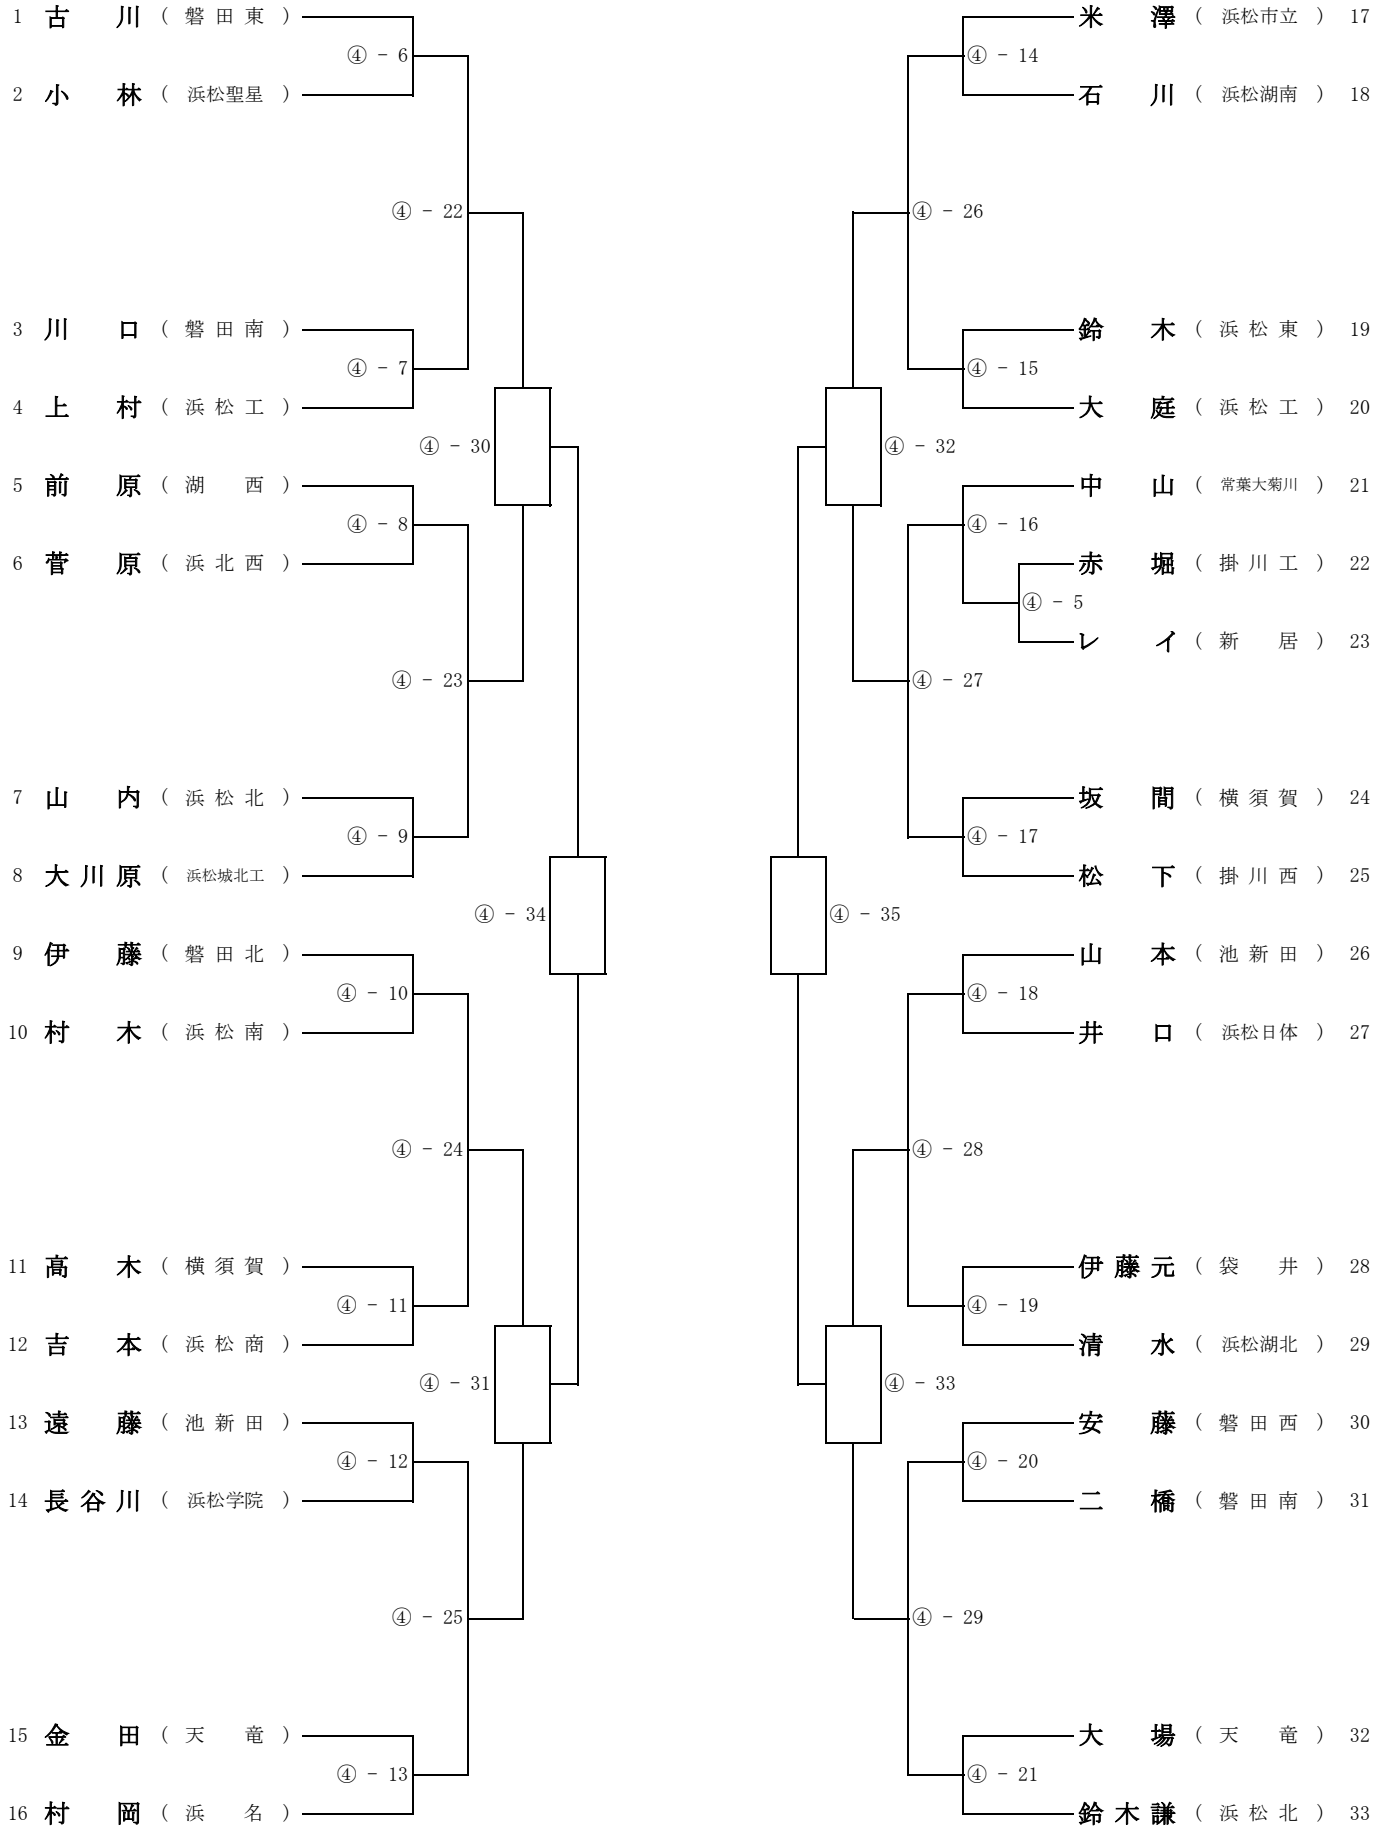 1 古 川 ( 磐 田 東 )
④ - 6
2 小 林 ( 浜松聖星 )
④ - 22
3 川 口 ( 磐 田 南 )
④ - 7
4 上 村 ( 浜 松 工 )
④ - 30
5 前 原 ( 湖 西 )
④ - 8
6 菅 原 ( 浜 北 西 )
④ - 23
7 山 内 ( 浜 松 北 )
④ - 9
8 大 川 原 ( 浜松城北工 )
④ - 34
9 伊 藤 ( 磐 田 北 )
④ - 10
10 村 木 ( 浜 松 南 )
④ - 24
11 高 木 ( 横 須 賀 )
④ - 11
12 吉 本 ( 浜 松 商 )
④ - 31
13 遠 藤 ( 池 新 田 )
④ - 12
14 長 谷 川 ( 浜松学院 )
④ - 25
15 金 田 ( 天 竜 )
④ - 13
16 村 岡 ( 浜 名 )
米 澤 ( 浜松市立 ) 17
④ - 14
石 川 ( 浜松湖南 ) 18
④ - 26
鈴 木 ( 浜 松 東 ) 19
④ - 15
大 庭 ( 浜 松 工 ) 20
④ - 32
中 山 ( 常葉大菊川 ) 21
④ - 16
赤 堀 ( 掛 川 工 ) 22
④ - 5
レ イ ( 新 居 ) 23
④ - 27
坂 間 ( 横 須 賀 ) 24
④ - 17
松 下 ( 掛 川 西 ) 25
④ - 35
山 本 ( 池 新 田 ) 26
④ - 18
井 口 ( 浜松日体 ) 27
④ - 28
伊 藤 元 ( 袋 井 ) 28
④ - 19
清 水 ( 浜松湖北 ) 29
④ - 33
安 藤 ( 磐 田 西 ) 30
④ - 20
二 橋 ( 磐 田 南 ) 31
④ - 29
大 場 ( 天 竜 ) 32
④ - 21
鈴 木 謙 ( 浜 松 北 ) 33